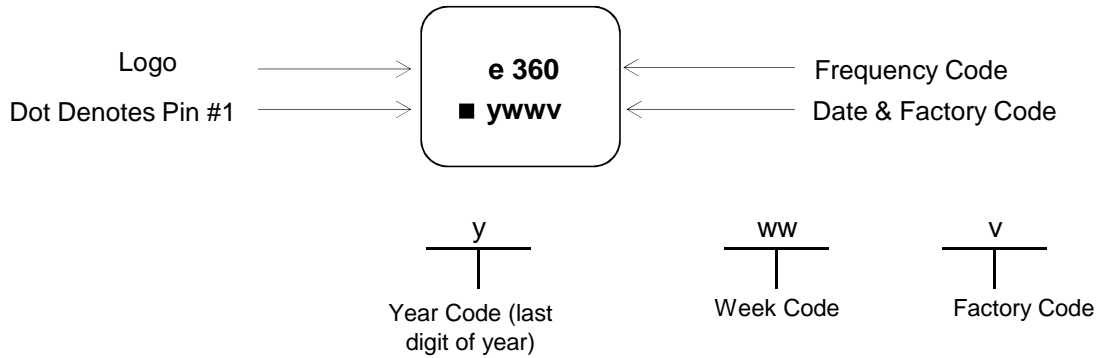 Logo
e 360
Frequency Code
Dot Denotes Pin #1
■ ywwv
Date & Factory Code
y
ww
v
Year Code (last
digit of year)
Week Code
Factory Code